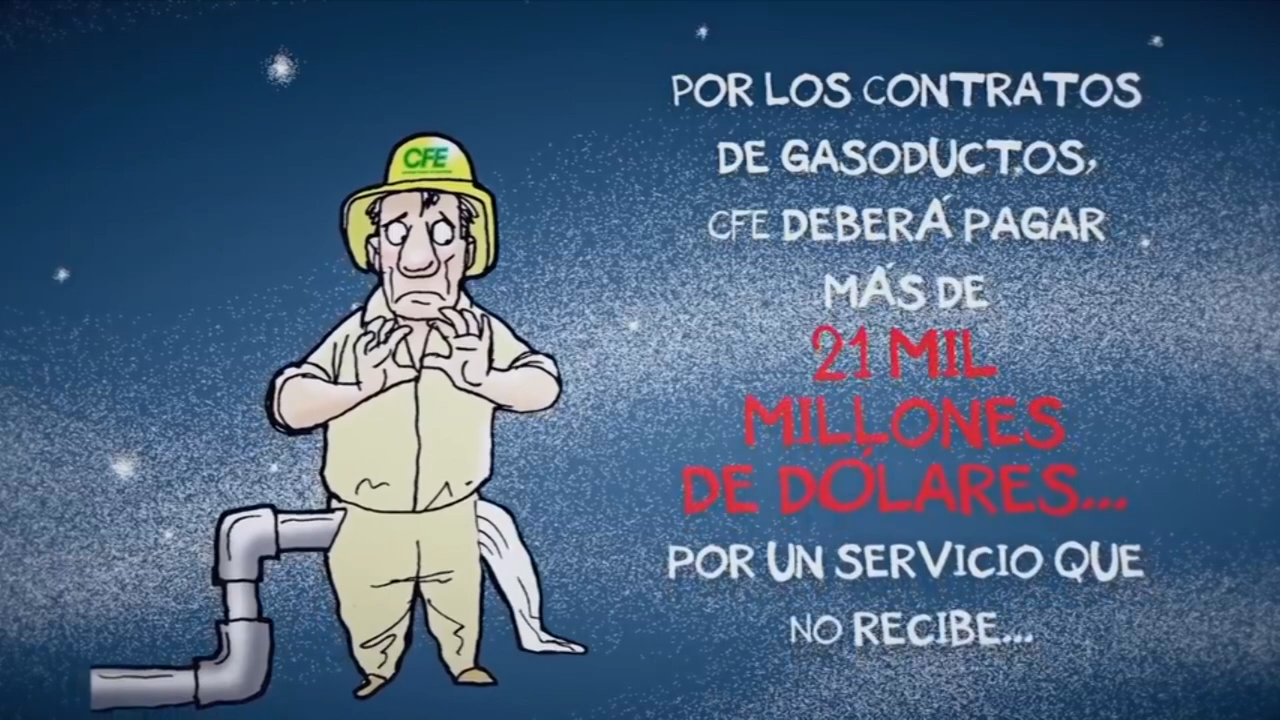 CFE
POR LOS CONTRATOS
DE GASODUCTOS,
CFE DEBERÁ PAGAR
MÁS DE
21 MIL
MILLONES
DE DÓLARES...
POR UN SERVICIO QUE
NO RECIBE...